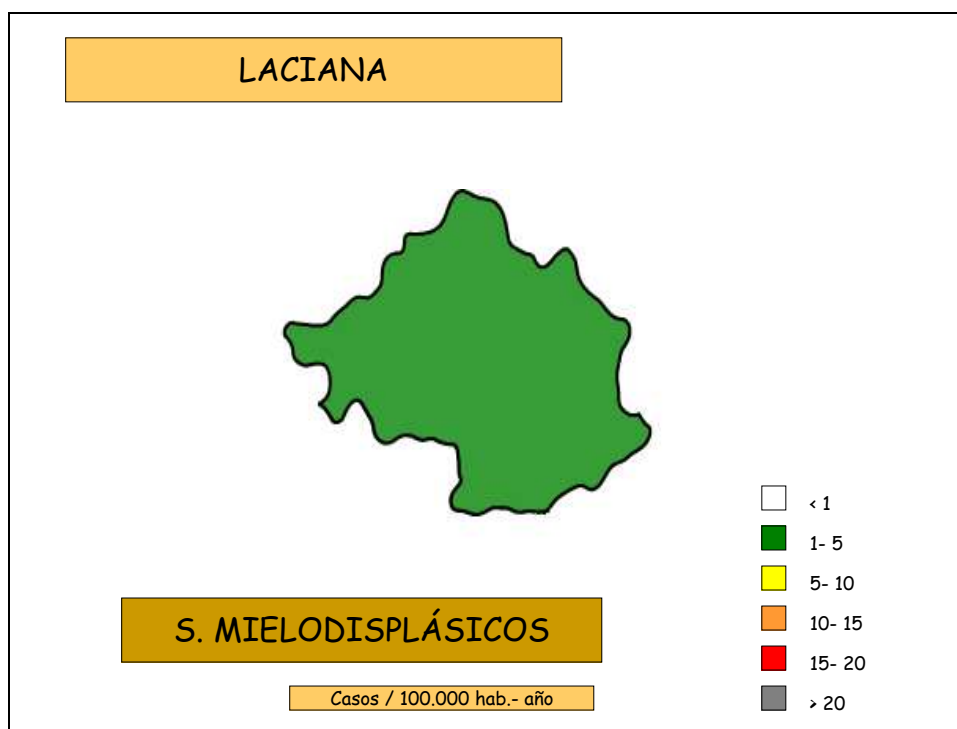 LACIANA
< 1
1- 5
5- 10
10- 15
15- 20
> 20
S. MIELODISPLÁSICOS
Casos / 100.000 hab.- año